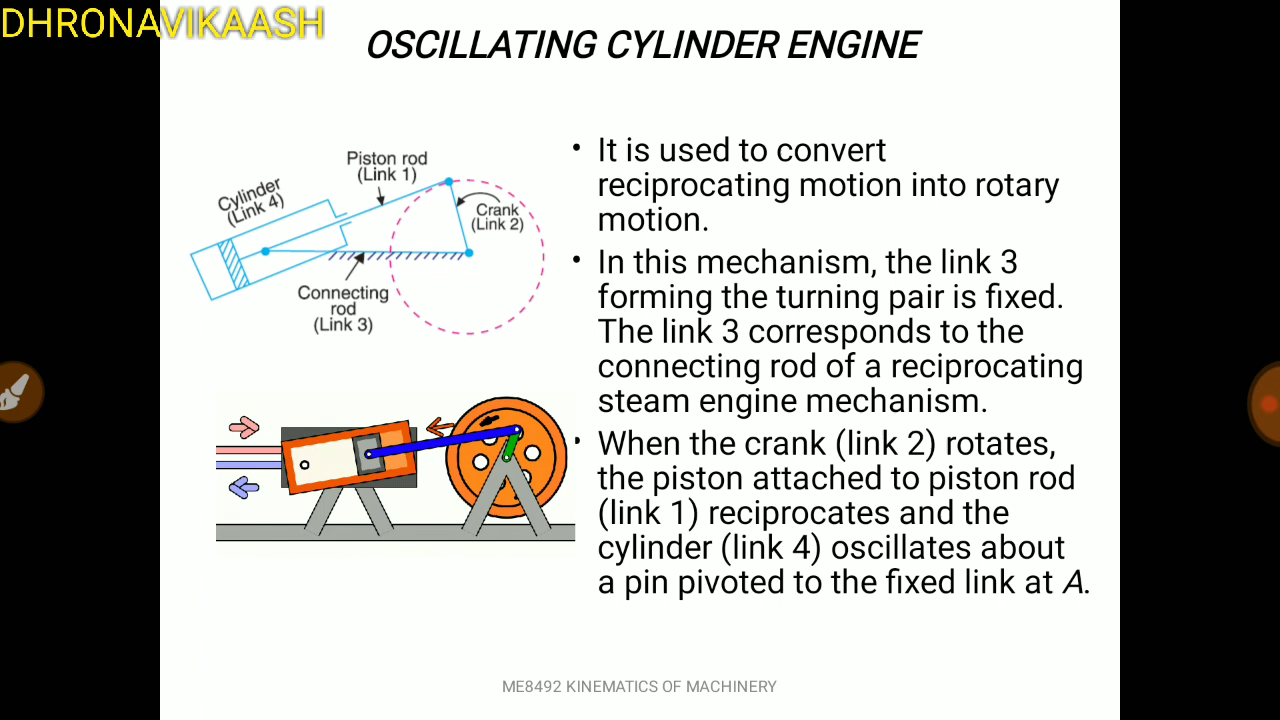 DHRONAVIKAASH
OSCILLATING CYLINDER ENGINE
Piston rod
(Link 1)
Cylinder
(Link 4)
Crank
(Link 2)
Connecting
rod
(Link 3)
• It is used to convert
reciprocating motion into rotary
motion.
• In this mechanism, the link 3
forming the turning pair is fixed.
The link 3 corresponds to the
connecting rod of a reciprocating
steam engine mechanism.
• When the crank (link 2) rotates,
the piston attached to piston rod
(link 1) reciprocates and the
cylinder (link 4) oscillates about
a pin pivoted to the fixed link at A.
ME8492 KINEMATICS OF MACHINERY